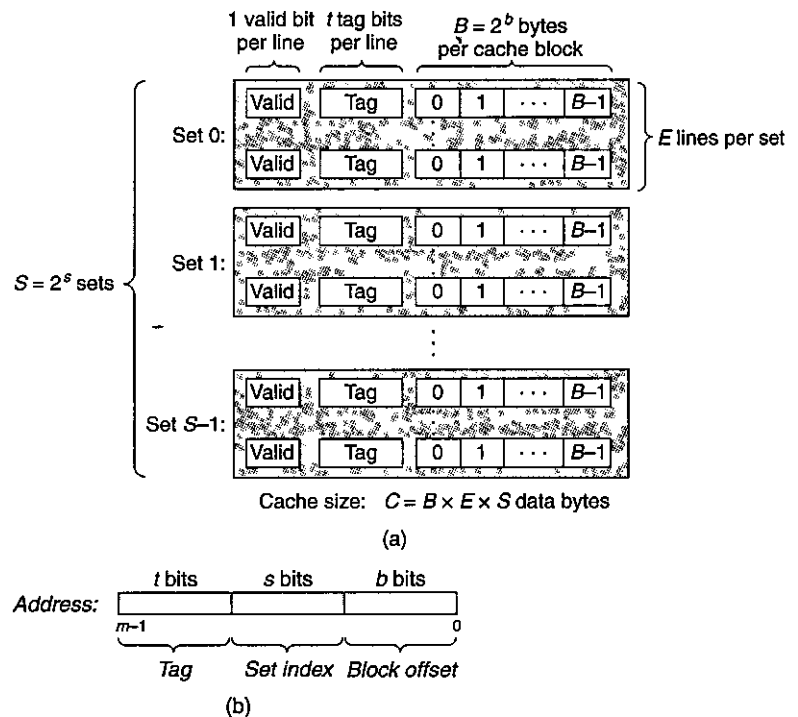 1 valid bit per line
t tag bits per line
B = 2^b bytes per cache block
Set 0:
Valid Tag 0 1 · · · B–1
Valid Tag 0 1 · · · B–1
E lines per set
S = 2^s sets
Set 1:
Valid Tag 0 1 · · · B–1
Valid Tag 0 1 · · · B–1
Set S–1:
Valid Tag 0 1 · · · B–1
Valid Tag 0 1 · · · B–1
Cache size: C = B × E × S data bytes
(a)
t bits s bits b bits
Address:
m–1 0
Tag Set index Block offset
(b)